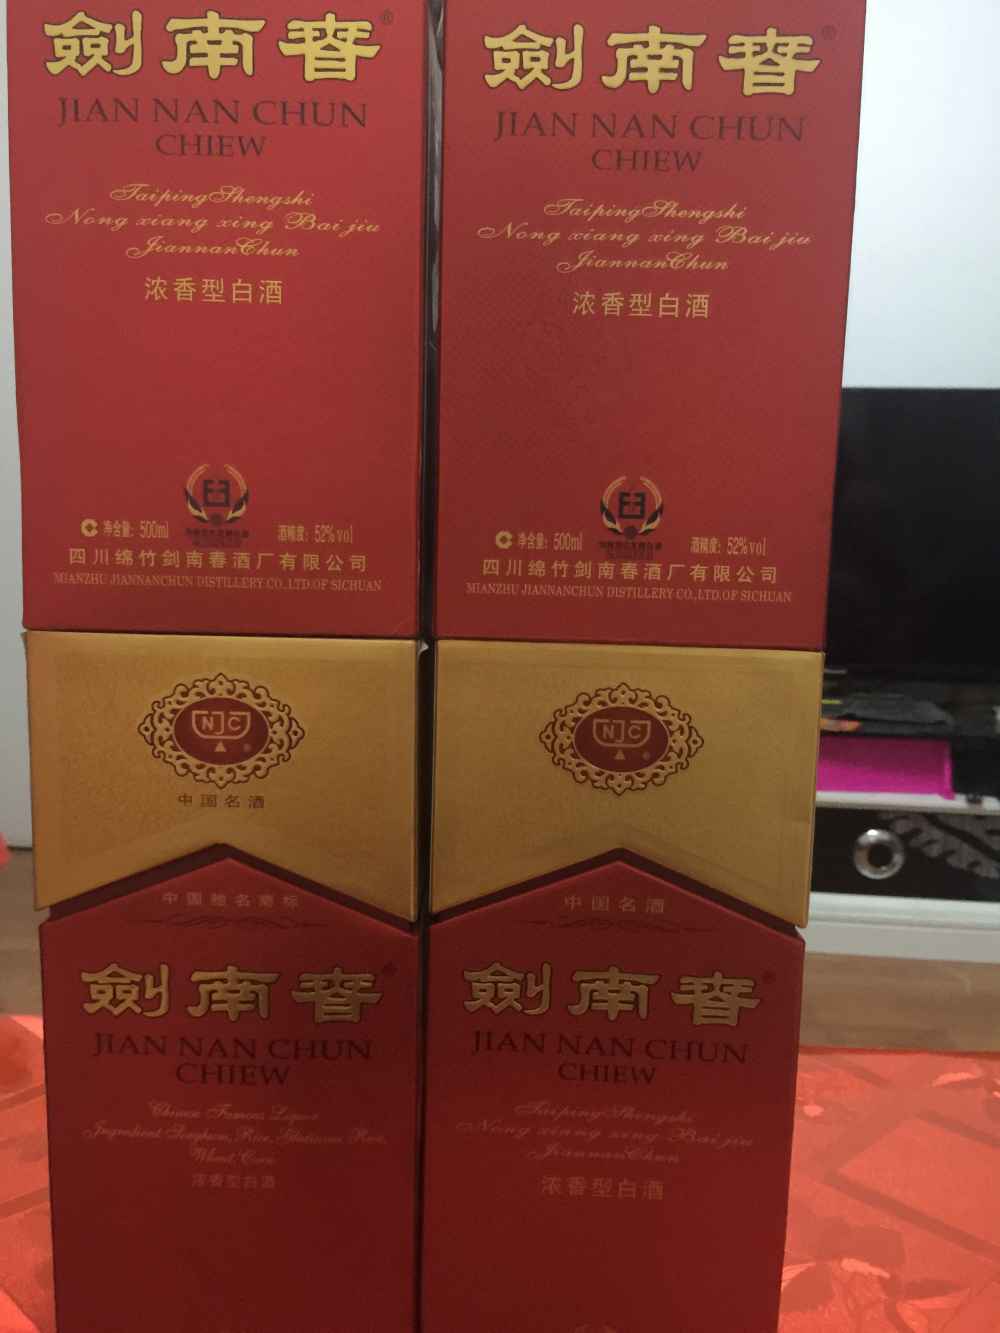 劍南春®
JIAN NAN CHUN
CHIEW
TaipingShengshi
Nong xiang xing Bai jiu
JiannanChun
浓香型白酒
净含量: 500ml
酒精度: 52%vol
四川绵竹剑南春酒厂有限公司
MIANZHU JIANNANCHUN DISTILLERY.CO.,LTD.OF SICHUAN
劍南春®
JIAN NAN CHUN
CHIEW
TaipingShengshi
Nong xiang xing Bai jiu
JiannanChun
浓香型白酒
净含量: 500ml
酒精度: 52%vol
四川绵竹剑南春酒厂有限公司
MIANZHU JIANNANCHUN DISTILLERY.CO.,LTD.OF SICHUAN
NJC®
中国名酒
中国驰名商标
劍南春®
JIAN NAN CHUN
CHIEW
Chinese Famous Liquor
Ingredient:Sorghum, Rice, Glutinous Rice,
Wheat, Corn
浓香型白酒
NJC®
中国名酒
劍南春®
JIAN NAN CHUN
CHIEW
TaipingShengshi
Nong xiang xing Bai jiu
JiannanChun
浓香型白酒